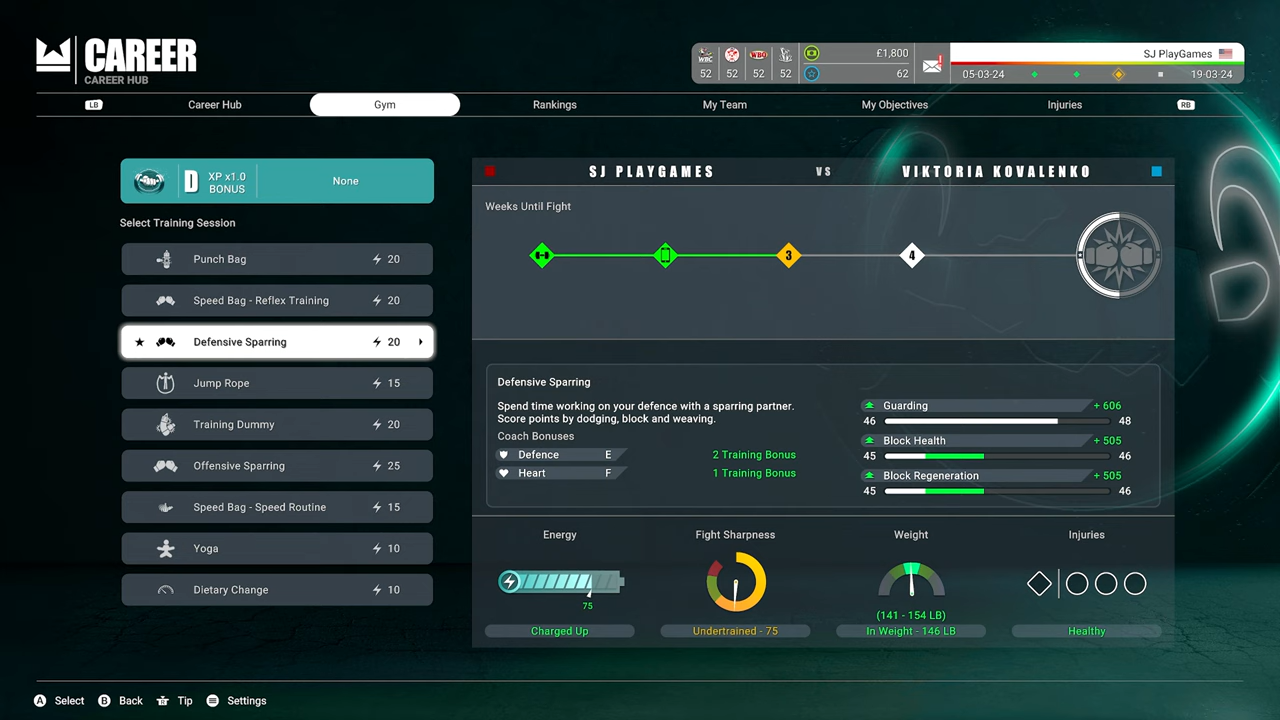 CAREER
CAREER HUB
WBC
WBO
52
52
52
52
£1,800
62
SJ PlayGames
05-03-24
19-03-24
LB
Career Hub
Gym
Rankings
My Team
My Objectives
Injuries
RB
D
XP x1.0
BONUS
None
Select Training Session
Punch Bag
20
Speed Bag - Reflex Training
20
Defensive Sparring
20
Jump Rope
15
Training Dummy
20
Offensive Sparring
25
Speed Bag - Speed Routine
15
Yoga
10
Dietary Change
10
SJ PLAYGAMES
VS
VIKTORIA KOVALENKO
Weeks Until Fight
3
4
Defensive Sparring
Spend time working on your defence with a sparring partner.
Score points by dodging, block and weaving.
Coach Bonuses
Defence E 2 Training Bonus
Heart F 1 Training Bonus
Guarding + 606
46 48
Block Health + 505
45 46
Block Regeneration + 505
45 46
Energy
75
Charged Up
Fight Sharpness
Undertrained - 75
Weight
(141 - 154 LB)
In Weight - 146 LB
Injuries
Healthy
A Select
B Back
Tip
Settings